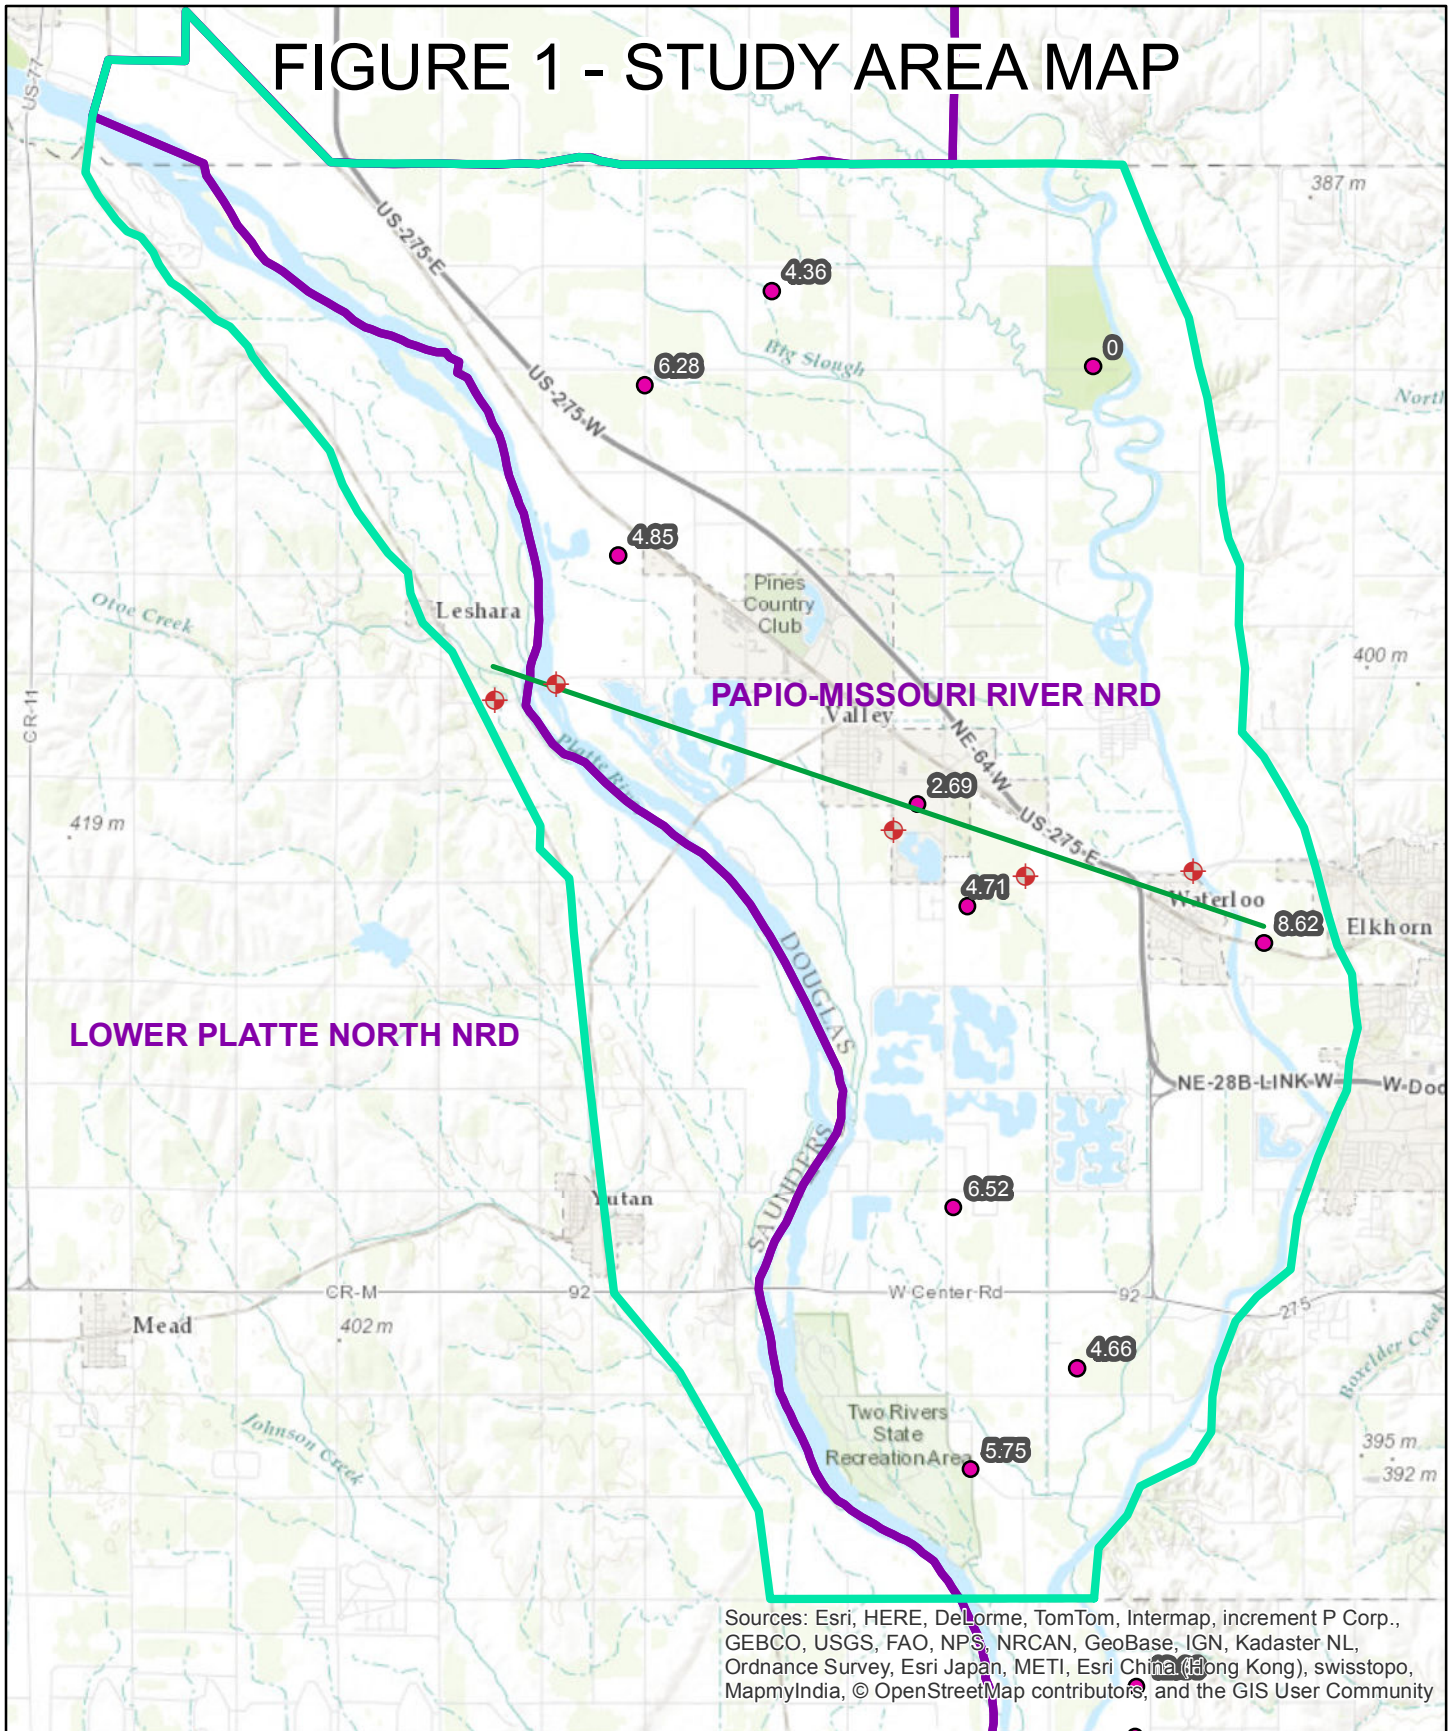 FIGURE 1 - STUDY AREA MAP
US-77
387 m
US-275-E
4.36
0
Big Slough
6.28
US-275-W
North
4.85
Pines
Country
Club
Otoe Creek
Leshara
400 m
CR-11
PAPIO-MISSOURI RIVER NRD
Valley
NE-64-W
Platte Riv
2.69
US-275-E
419 m
4.71
Waterloo
8.62
Elkhorn
DOUGLAS
LOWER PLATTE NORTH NRD
NE-28B-LINK-W
W-Dod
SAUNDERS
6.52
Yutan
CR-M
92
W Center-Rd
92
275
Mead
402 m
4.66
Boxelder Creek
Two Rivers
State
Recreation Area
Johnson Creek
5.75
395 m
392 m
Sources: Esri, HERE, DeLorme, TomTom, Intermap, increment P Corp.,
GEBCO, USGS, FAO, NPS, NRCAN, GeoBase, IGN, Kadaster NL,
Ordnance Survey, Esri Japan, METI, Esri China (Hong Kong), swisstopo,
MapmyIndia, © OpenStreetMap contributors, and the GIS User Community